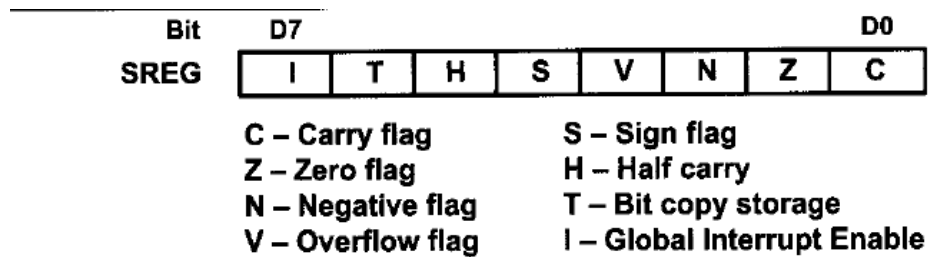 Bit D7 D0
SREG I T H S V N Z C
C – Carry flag S – Sign flag
Z – Zero flag H – Half carry
N – Negative flag T – Bit copy storage
V – Overflow flag I – Global Interrupt Enable